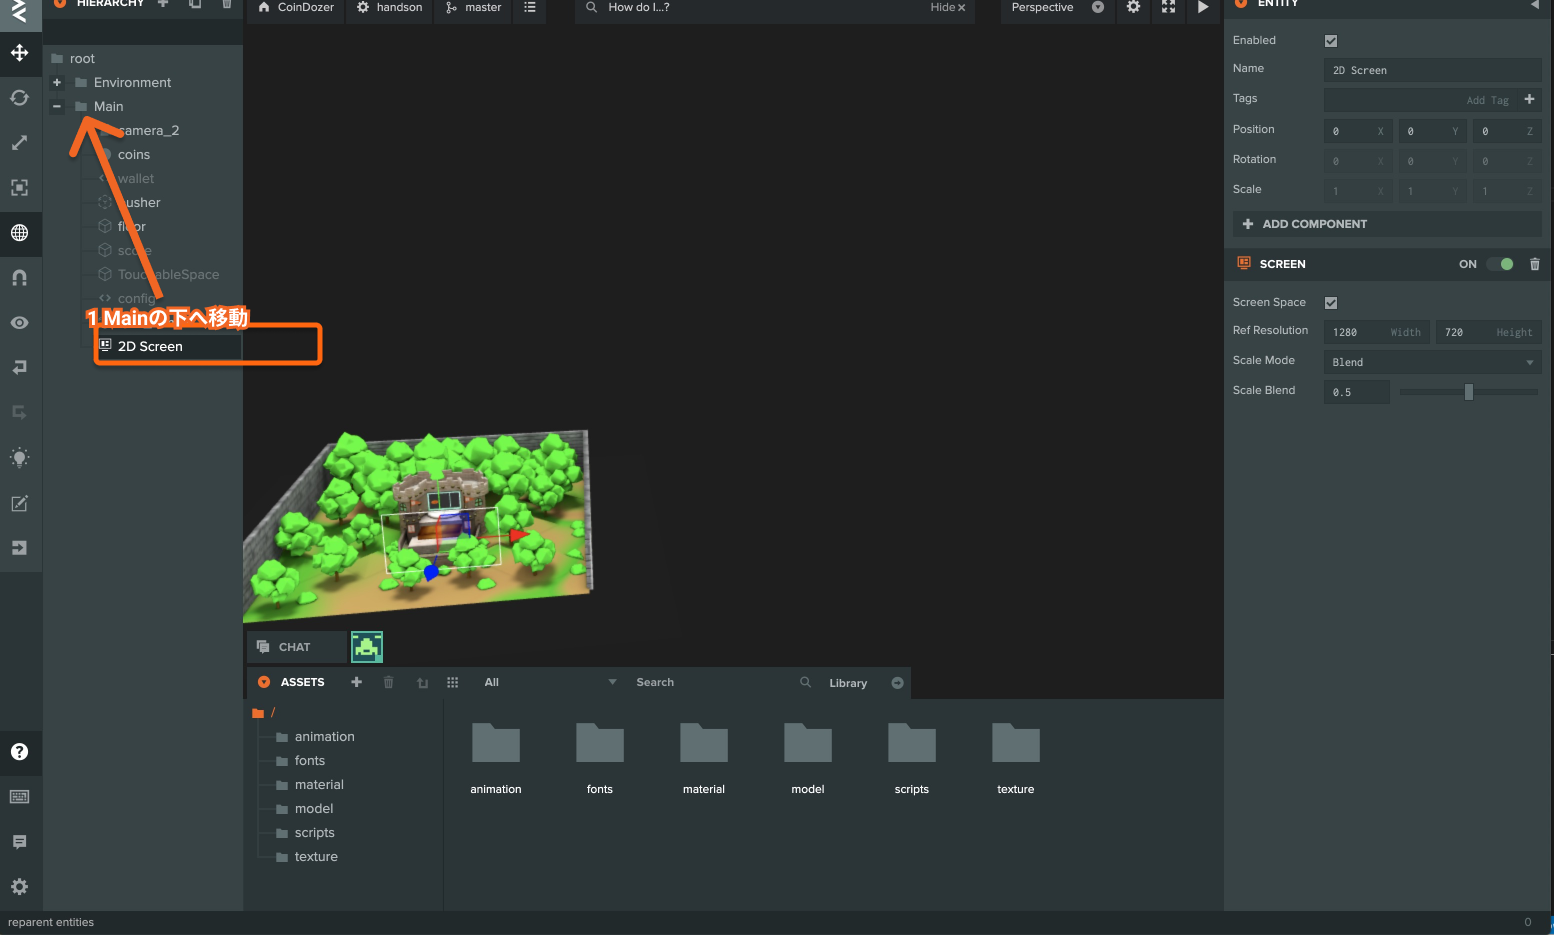 HIERARCHY
CoinDozer
handson
master
How do I...?
Hide ×
Perspective
ENTITY
root
Environment
Main
camera_2
coins
wallet
pusher
floor
score
TouchableSpace
config
1 Mainの下へ移動
2D Screen
Enabled
Name 2D Screen
Tags Add Tag
Position 0 X 0 Y 0 Z
Rotation 0 X 0 Y 0 Z
Scale 1 X 1 Y 1 Z
ADD COMPONENT
SCREEN ON
Screen Space
Ref Resolution 1280 Width 720 Height
Scale Mode Blend
Scale Blend 0.5
CHAT
ASSETS All Search Library
/
animation
fonts
material
model
scripts
texture
animation fonts material model scripts texture
reparent entities 0